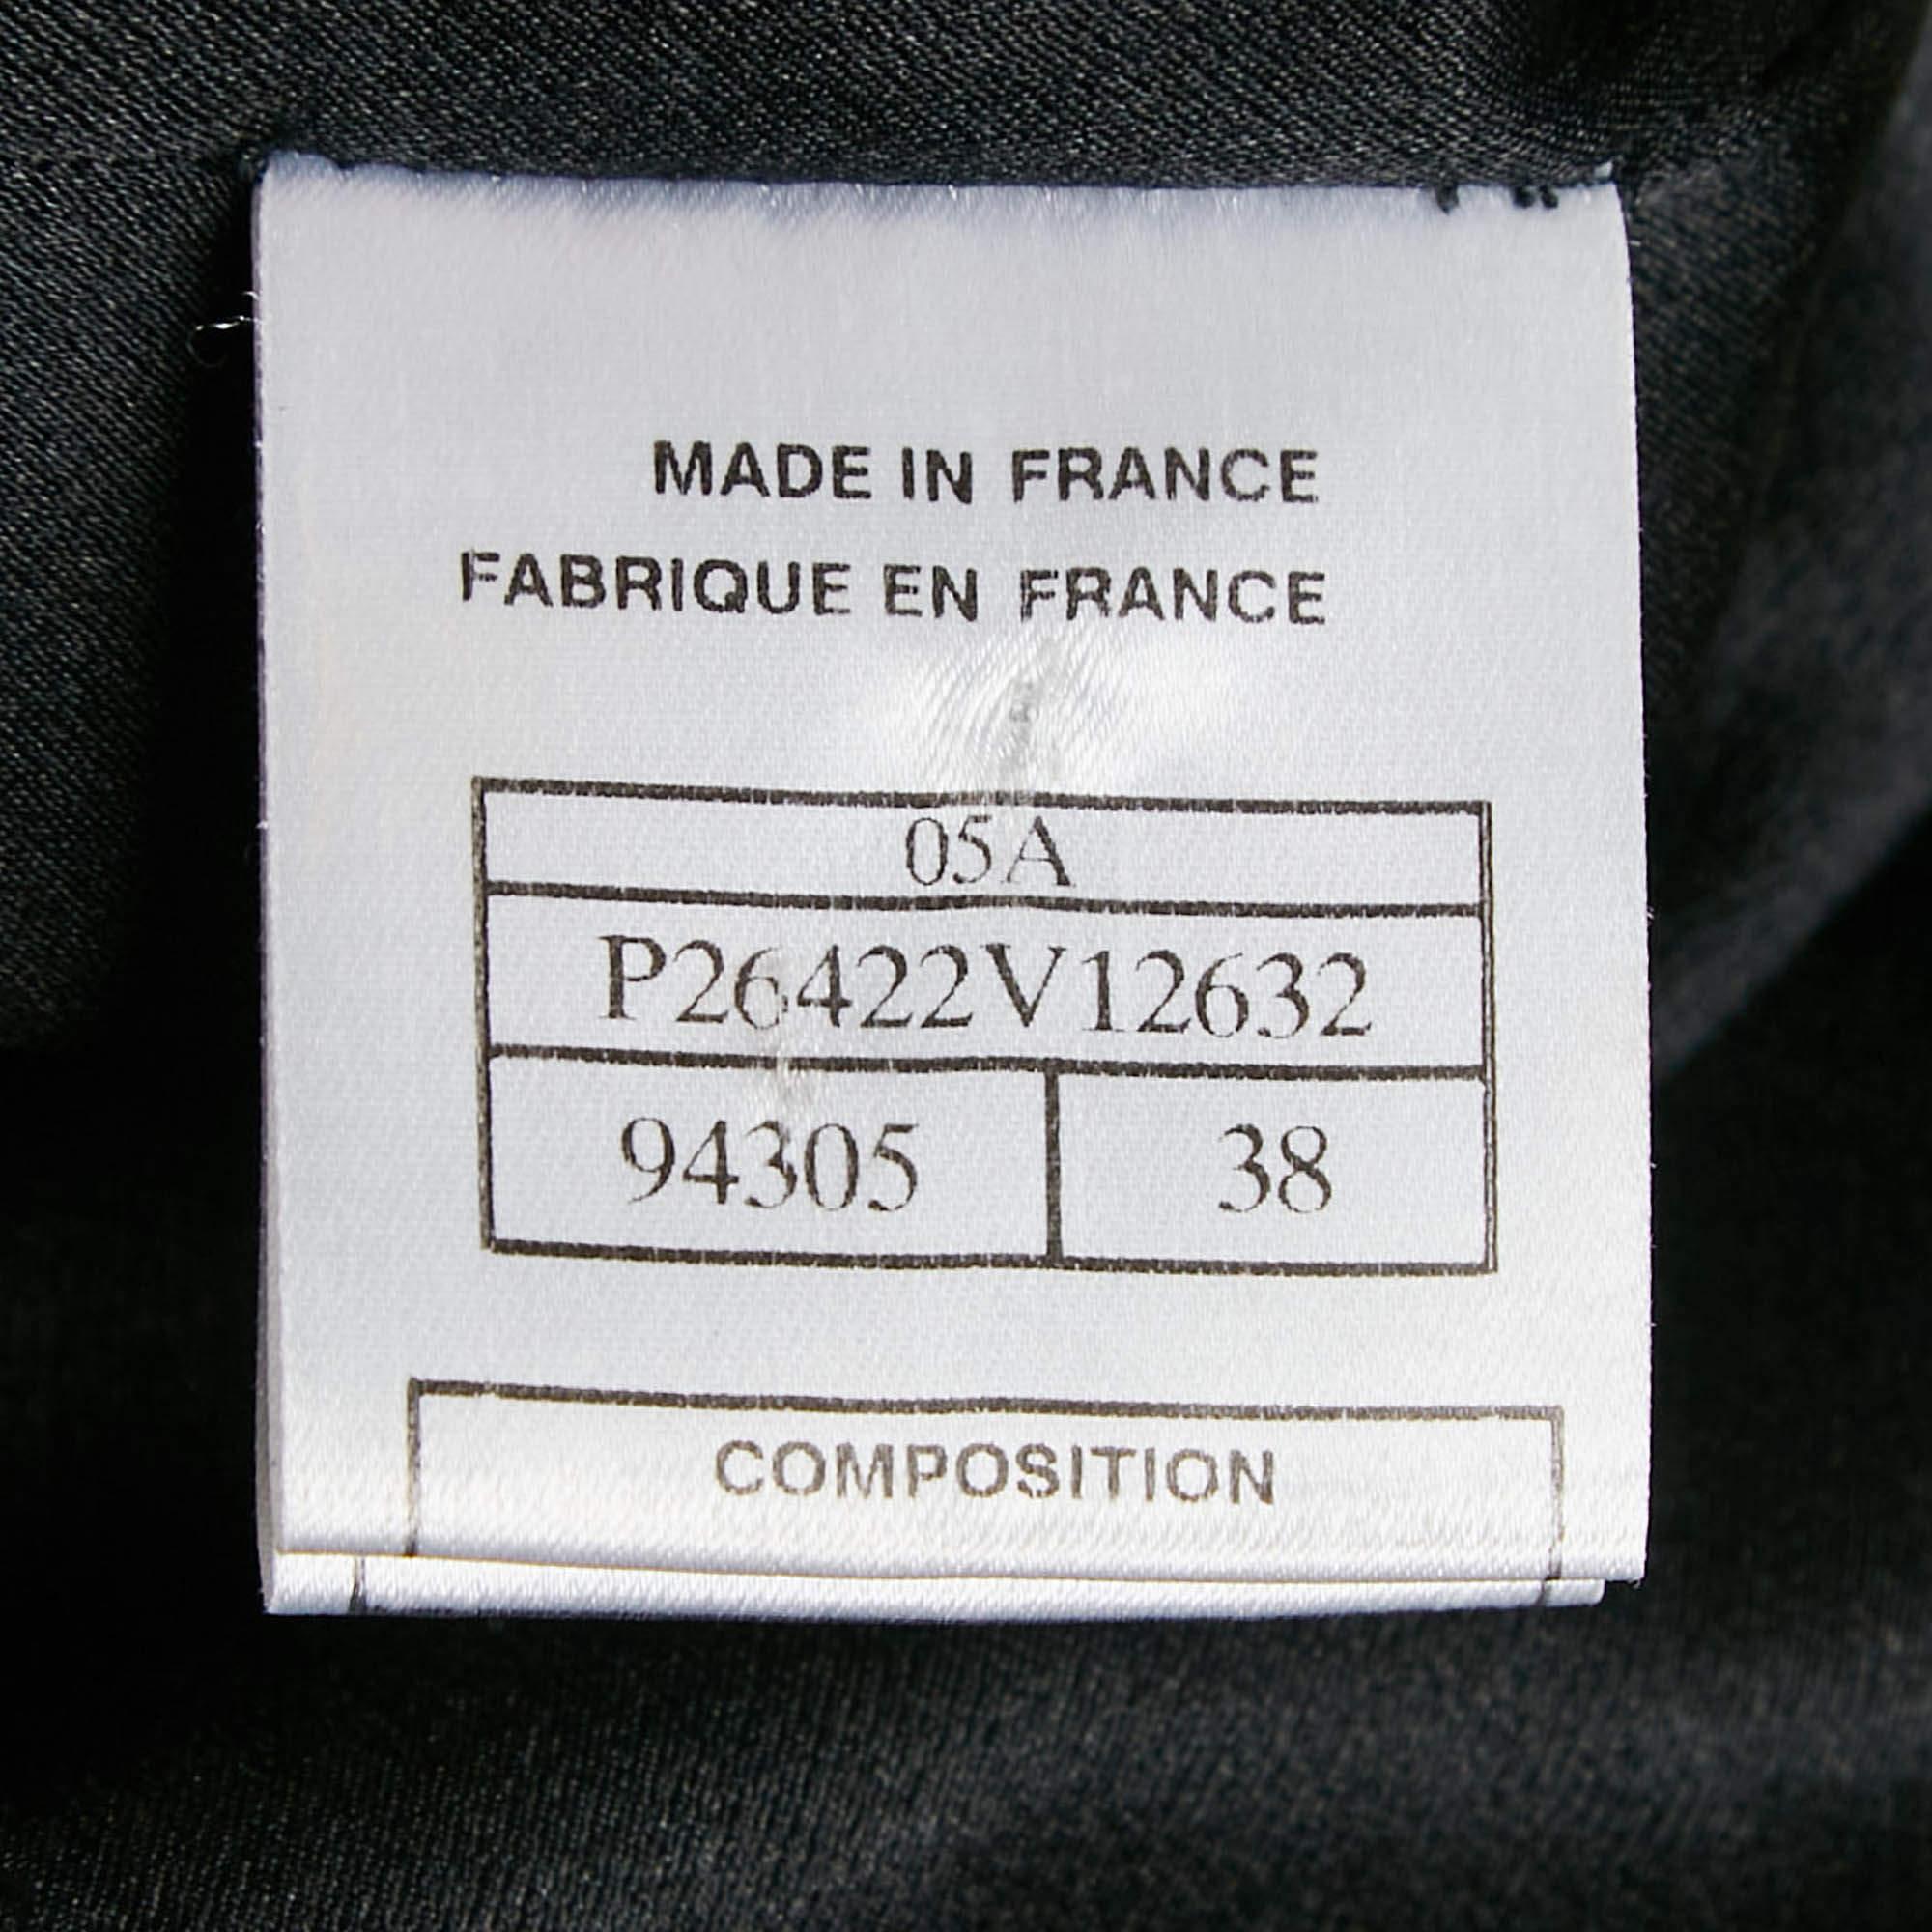 MADE IN FRANCE
FABRIQUE EN FRANCE
05A
P26422V12632
94305 38
COMPOSITION